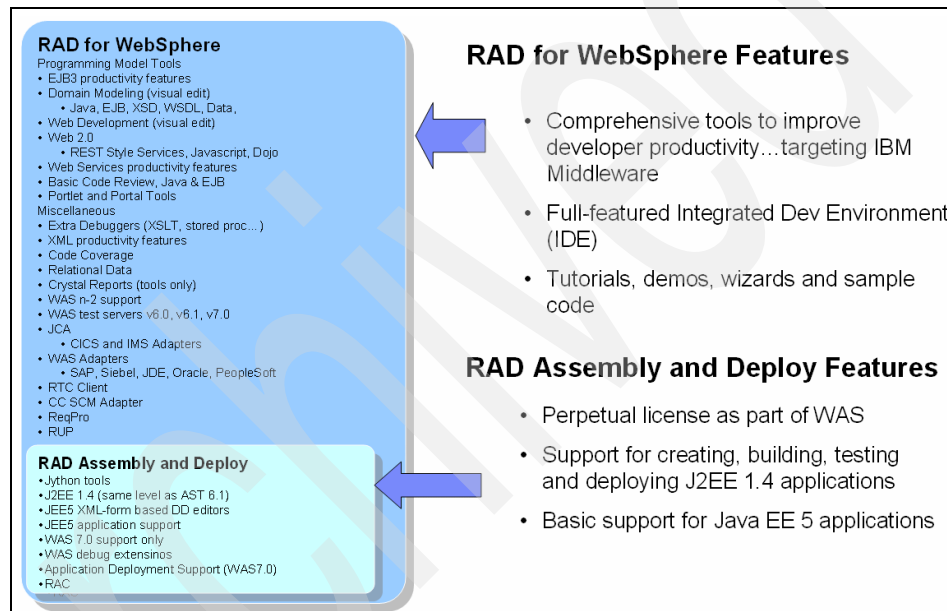 RAD for WebSphere
Programming Model Tools
• EJB3 productivity features
• Domain Modeling (visual edit)
• Java, EJB, XSD, WSDL, Data,
• Web Development (visual edit)
• Web 2.0
• REST Style Services, Javascript, Dojo
• Web Services productivity features
• Basic Code Review, Java & EJB
• Portlet and Portal Tools
Miscellaneous
• Extra Debuggers (XSLT, stored proc...)
• XML productivity features
• Code Coverage
• Relational Data
• Crystal Reports (tools only)
• WAS n-2 support
• WAS test servers v6.0, v6.1, v7.0
• JCA
• CICS and IMS Adapters
• WAS Adapters
• SAP, Siebel, JDE, Oracle, PeopleSoft
• RTC Client
• CC SCM Adapter
• ReqPro
• RUP
RAD Assembly and Deploy
•Jython tools
•J2EE 1.4 (same level as AST 6.1)
•JEE5 XML-form based DD editors
•JEE5 application support
•WAS 7.0 support only
•WAS debug extensinos
•Application Deployment Support (WAS7.0)
•RAC
RAD for WebSphere Features
• Comprehensive tools to improve
developer productivity...targeting IBM
Middleware
• Full-featured Integrated Dev Environment
(IDE)
• Tutorials, demos, wizards and sample
code
RAD Assembly and Deploy Features
• Perpetual license as part of WAS
• Support for creating, building, testing
and deploying J2EE 1.4 applications
• Basic support for Java EE 5 applications